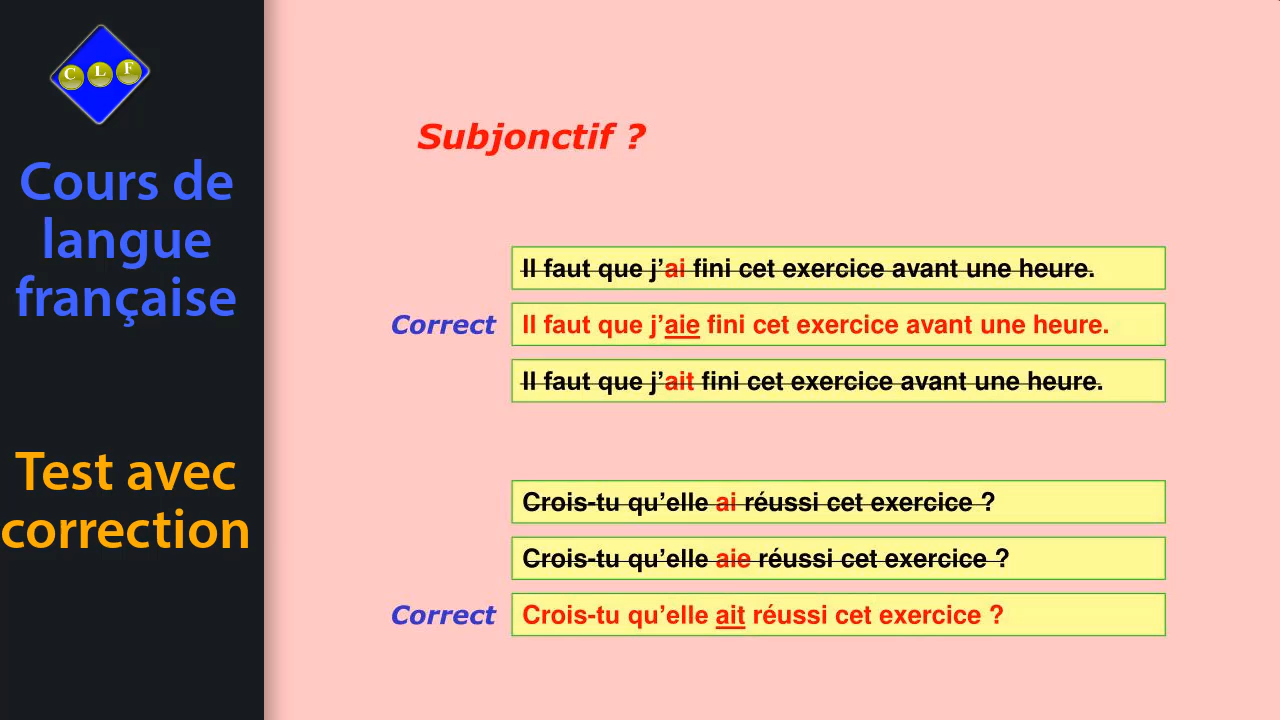 C L F
Cours de
langue
française
Test avec
correction
Subjonctif ?
Il faut que j’ai fini cet exercice avant une heure.
Correct Il faut que j’aie fini cet exercice avant une heure.
Il faut que j’ait fini cet exercice avant une heure.
Crois-tu qu’elle ai réussi cet exercice ?
Crois-tu qu’elle aie réussi cet exercice ?
Correct Crois-tu qu’elle ait réussi cet exercice ?